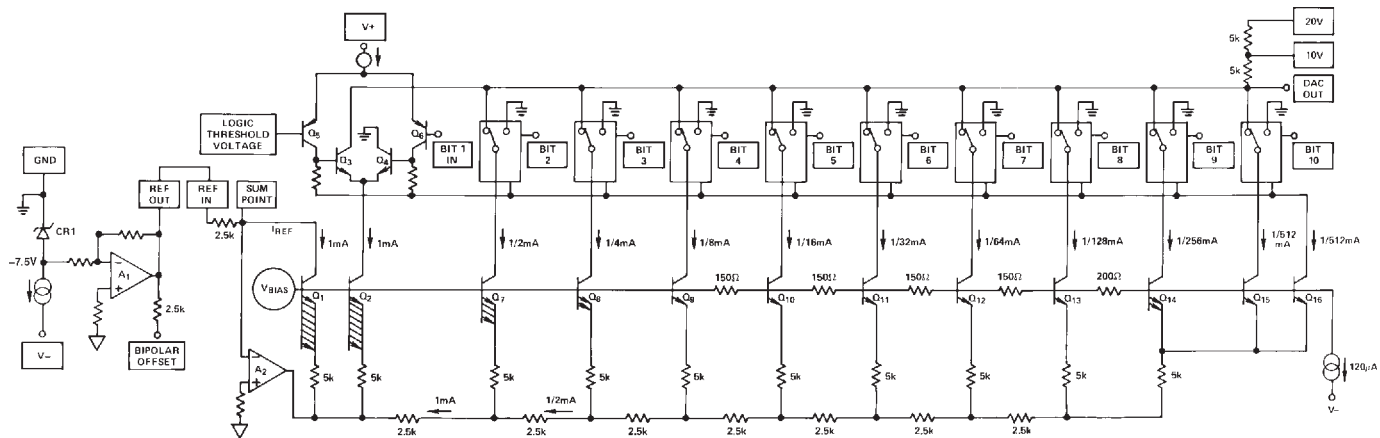 V+
20V
5k
10V
5k
DAC
OUT
LOGIC
THRESHOLD
VOLTAGE
Q5
Q6
Q3
Q4
BIT 1
IN
BIT
2
BIT
3
BIT
4
BIT
5
BIT
6
BIT
7
BIT
8
BIT
9
BIT
10
GND
REF
OUT
REF
IN
SUM
POINT
CR1
2.5k
IREF
1mA
1mA
1/2mA
1/4mA
1/8mA
1/16mA
1/32mA
1/64mA
1/128mA
1/256mA
1/512
mA
1/512mA
-7.5V
A1
−
+
2.5k
V−
BIPOLAR
OFFSET
VBIAS
150Ω
150Ω
150Ω
150Ω
200Ω
Q1
Q2
Q7
Q8
Q9
Q10
Q11
Q12
Q13
Q14
Q15
Q16
A2
−
+
5k
5k
5k
5k
5k
5k
5k
5k
5k
5k
120µA
V−
1mA
1/2mA
2.5k
2.5k
2.5k
2.5k
2.5k
2.5k
2.5k